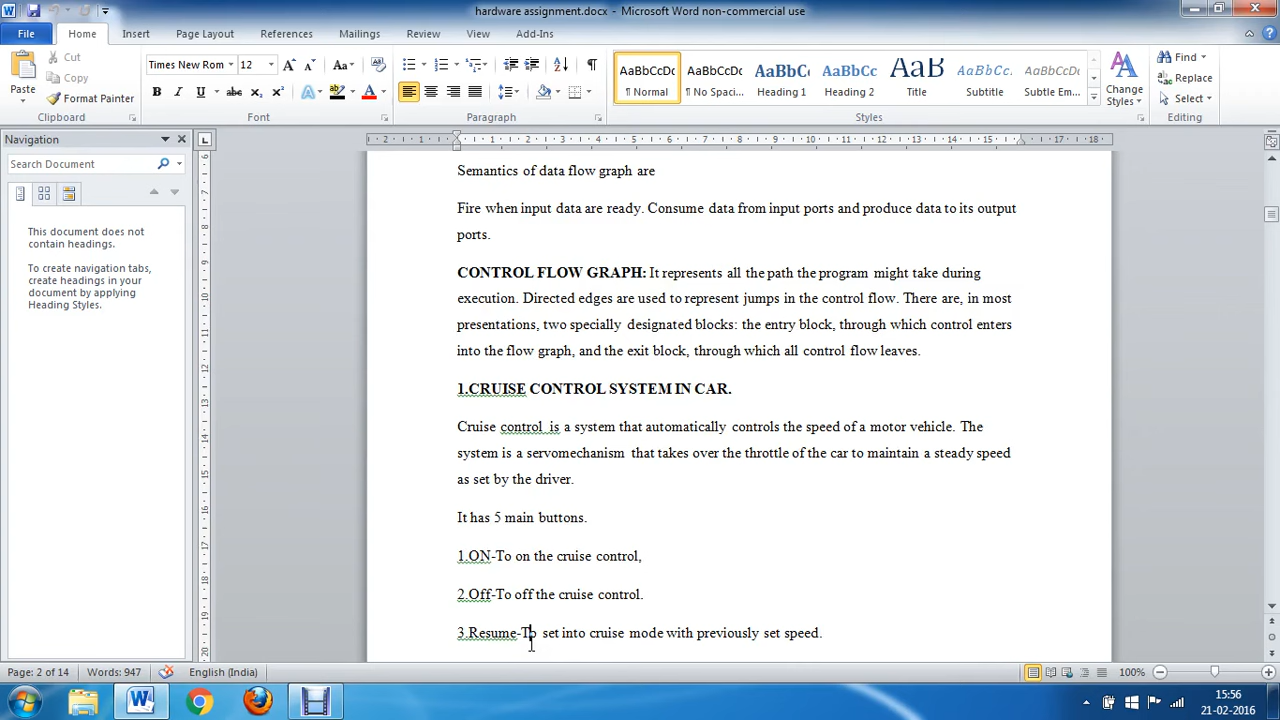 hardware assignment.docx - Microsoft Word non-commercial use
File Home Insert Page Layout References Mailings Review View Add-Ins
Paste
Cut
Copy
Format Painter
Clipboard
Times New Rom 12
Font
Paragraph
AaBbCcDc AaBbCcDc AaBbCc AaBbCc AaB AaBbCcDc AaBbCcDc
¶ Normal ¶ No Spaci... Heading 1 Heading 2 Title Subtitle Subtle Em...
Change
Styles
Styles
Find
Replace
Select
Editing
Navigation
Search Document
This document does not
contain headings.
To create navigation tabs,
create headings in your
document by applying
Heading Styles.
Semantics of data flow graph are
Fire when input data are ready. Consume data from input ports and produce data to its output
ports.
CONTROL FLOW GRAPH: It represents all the path the program might take during
execution. Directed edges are used to represent jumps in the control flow. There are, in most
presentations, two specially designated blocks: the entry block, through which control enters
into the flow graph, and the exit block, through which all control flow leaves.
1.CRUISE CONTROL SYSTEM IN CAR.
Cruise control is a system that automatically controls the speed of a motor vehicle. The
system is a servomechanism that takes over the throttle of the car to maintain a steady speed
as set by the driver.
It has 5 main buttons.
1.ON-To on the cruise control,
2.Off-To off the cruise control.
3.Resume-To set into cruise mode with previously set speed.
Page: 2 of 14 Words: 947 English (India) 100%
15:56
21-02-2016